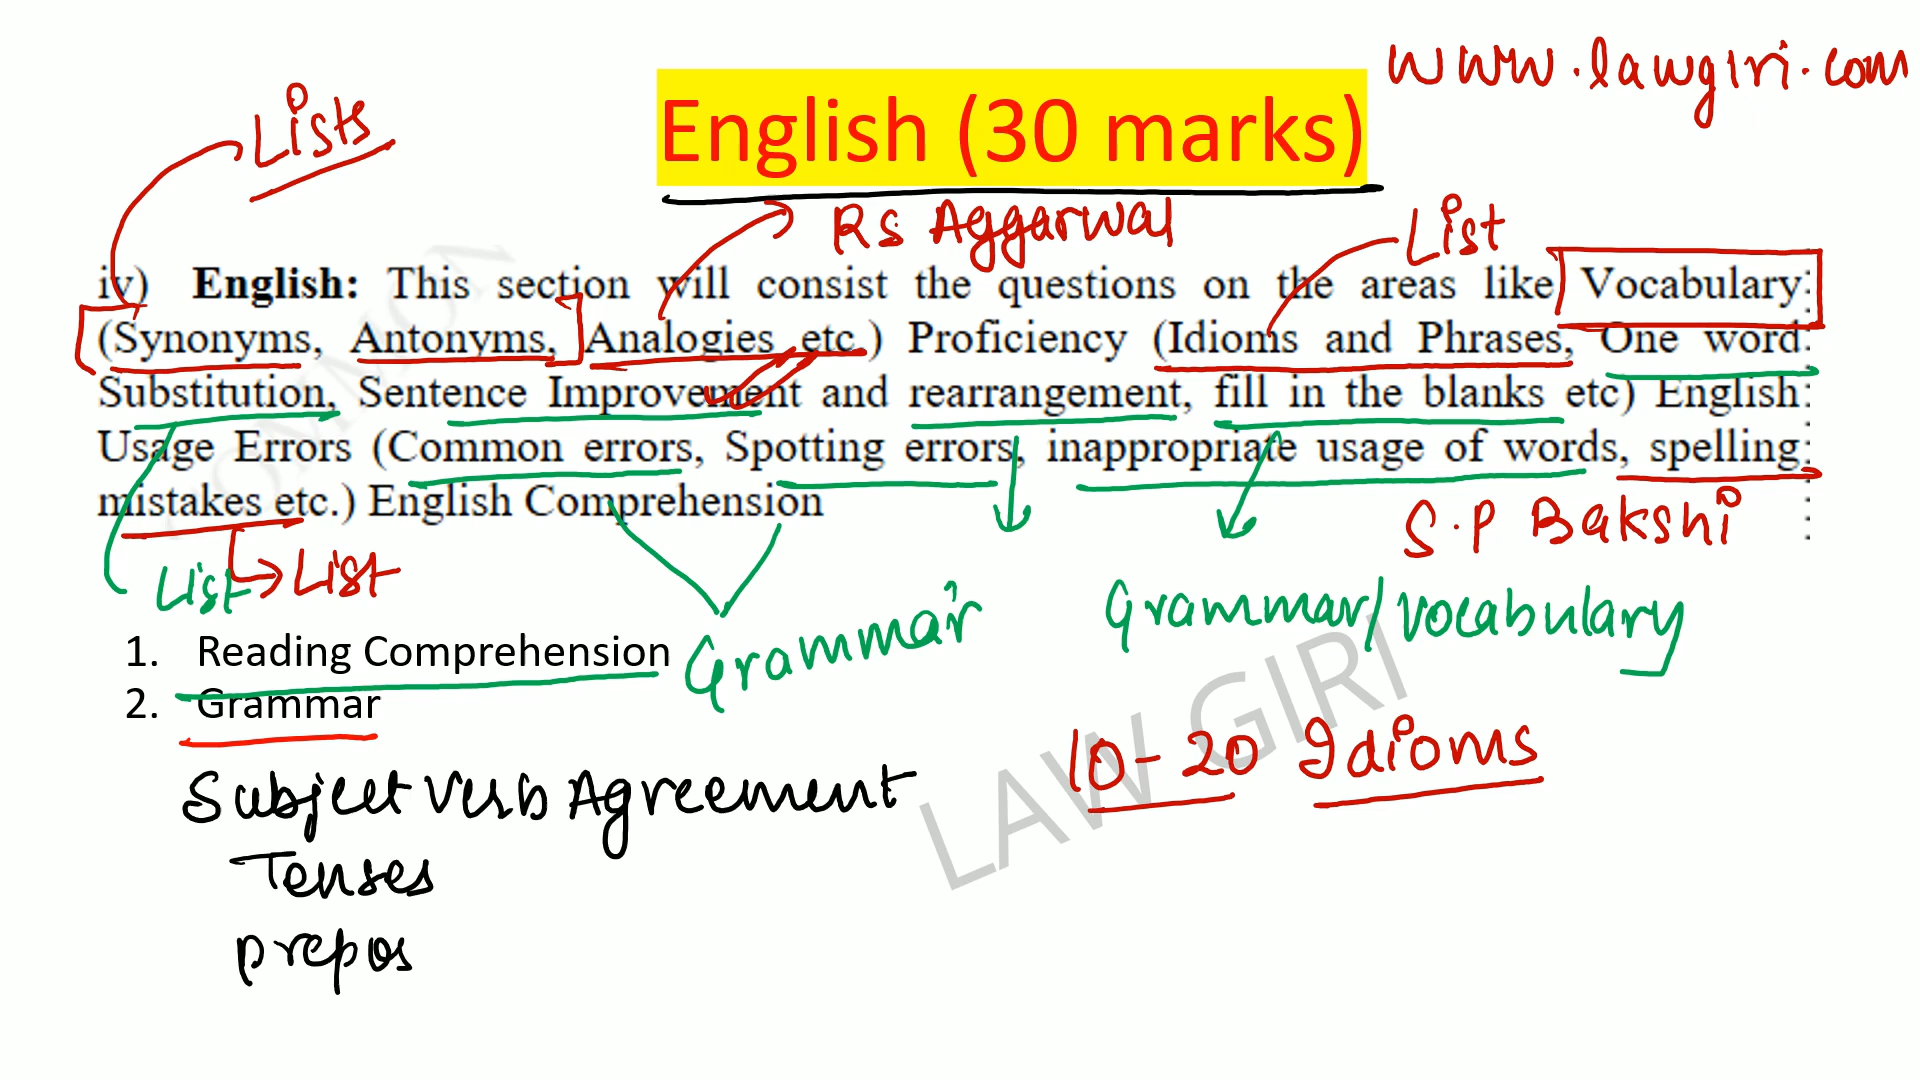 www.lawgiri.com
Lists
English (30 marks)
Rs Aggarwal
List
iv) English: This section will consist the questions on the areas like Vocabulary:
(Synonyms, Antonyms, Analogies etc.) Proficiency (Idioms and Phrases, One word
Substitution, Sentence Improvement and rearrangement, fill in the blanks etc) English
Usage Errors (Common errors, Spotting errors, inappropriate usage of words, spelling
mistakes etc.) English Comprehension
S.P Bakshi
List
List
Grammar/Vocabulary
1. Reading Comprehension
Grammar
2. Grammar
10-20 Idioms
Subject Verb Agreement
Tenses
prepos
LAW GIRI
COMMON